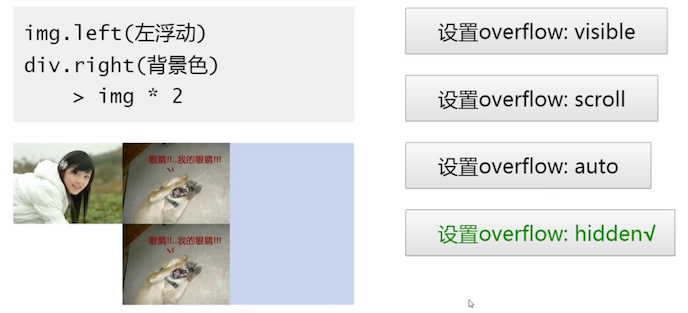 img.left(左浮动)
div.right(背景色)
> img * 2
眼睛!!..我的眼睛!!!
眼睛!!..我的眼睛!!!
设置overflow: visible
设置overflow: scroll
设置overflow: auto
设置overflow: hidden√